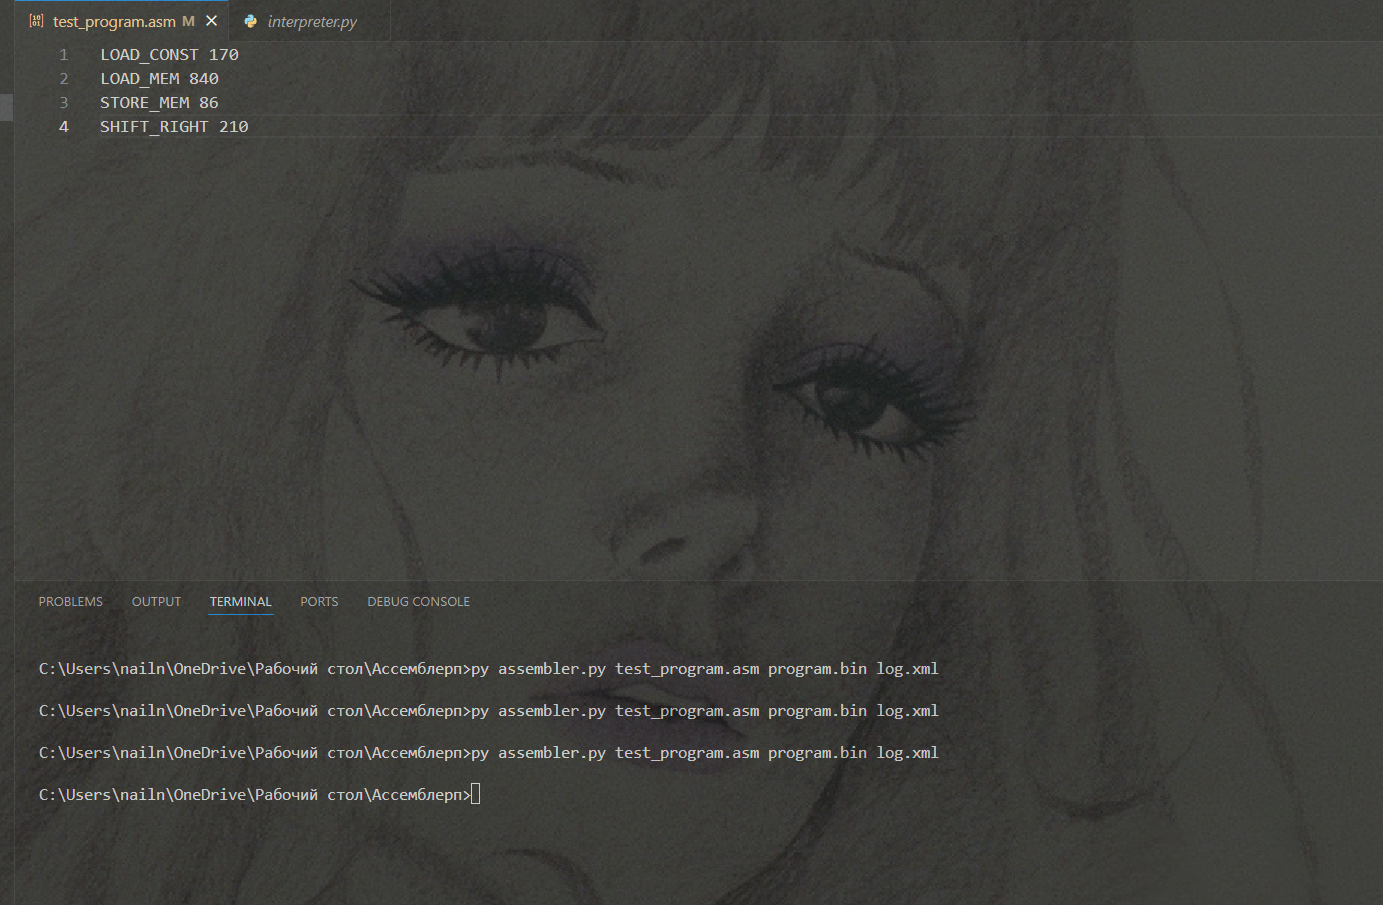 test_program.asm M
interpreter.py
1 LOAD_CONST 170
2 LOAD_MEM 840
3 STORE_MEM 86
4 SHIFT_RIGHT 210
PROBLEMS OUTPUT TERMINAL PORTS DEBUG CONSOLE
C:\Users\nailn\OneDrive\Рабочий стол\Ассемблерп>py assembler.py test_program.asm program.bin log.xml
C:\Users\nailn\OneDrive\Рабочий стол\Ассемблерп>py assembler.py test_program.asm program.bin log.xml
C:\Users\nailn\OneDrive\Рабочий стол\Ассемблерп>py assembler.py test_program.asm program.bin log.xml
C:\Users\nailn\OneDrive\Рабочий стол\Ассемблерп>